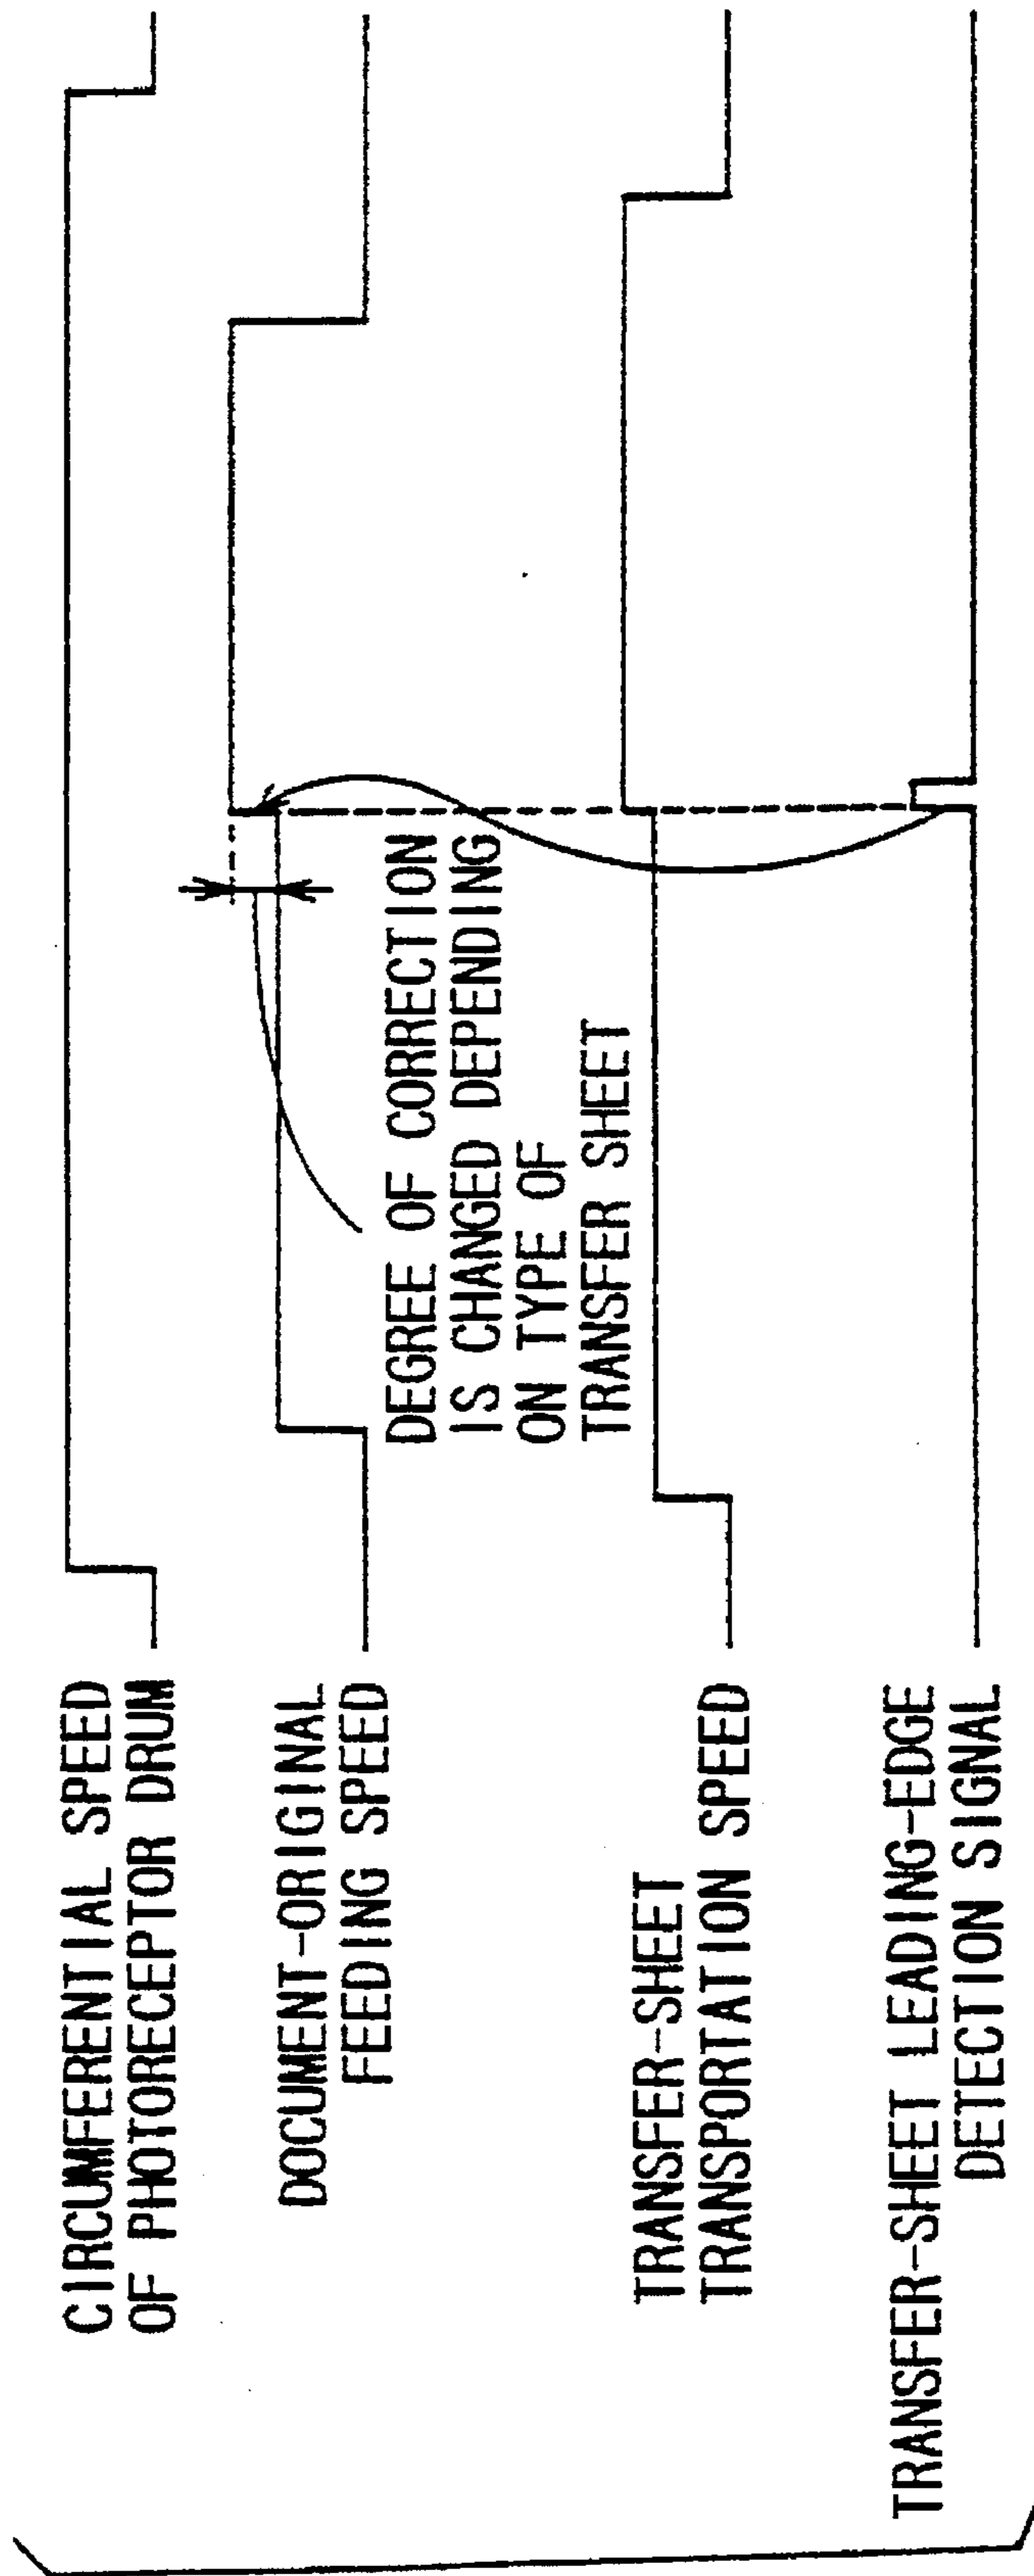 CIRCUMFERENTIAL SPEED
OF PHOTORECEPTOR DRUM
DOCUMENT-ORIGINAL
FEEDING SPEED
DEGREE OF CORRECTION
IS CHANGED DEPENDING
ON TYPE OF
TRANSFER SHEET
TRANSFER-SHEET
TRANSPORTATION SPEED
TRANSFER-SHEET LEADING-EDGE
DETECTION SIGNAL